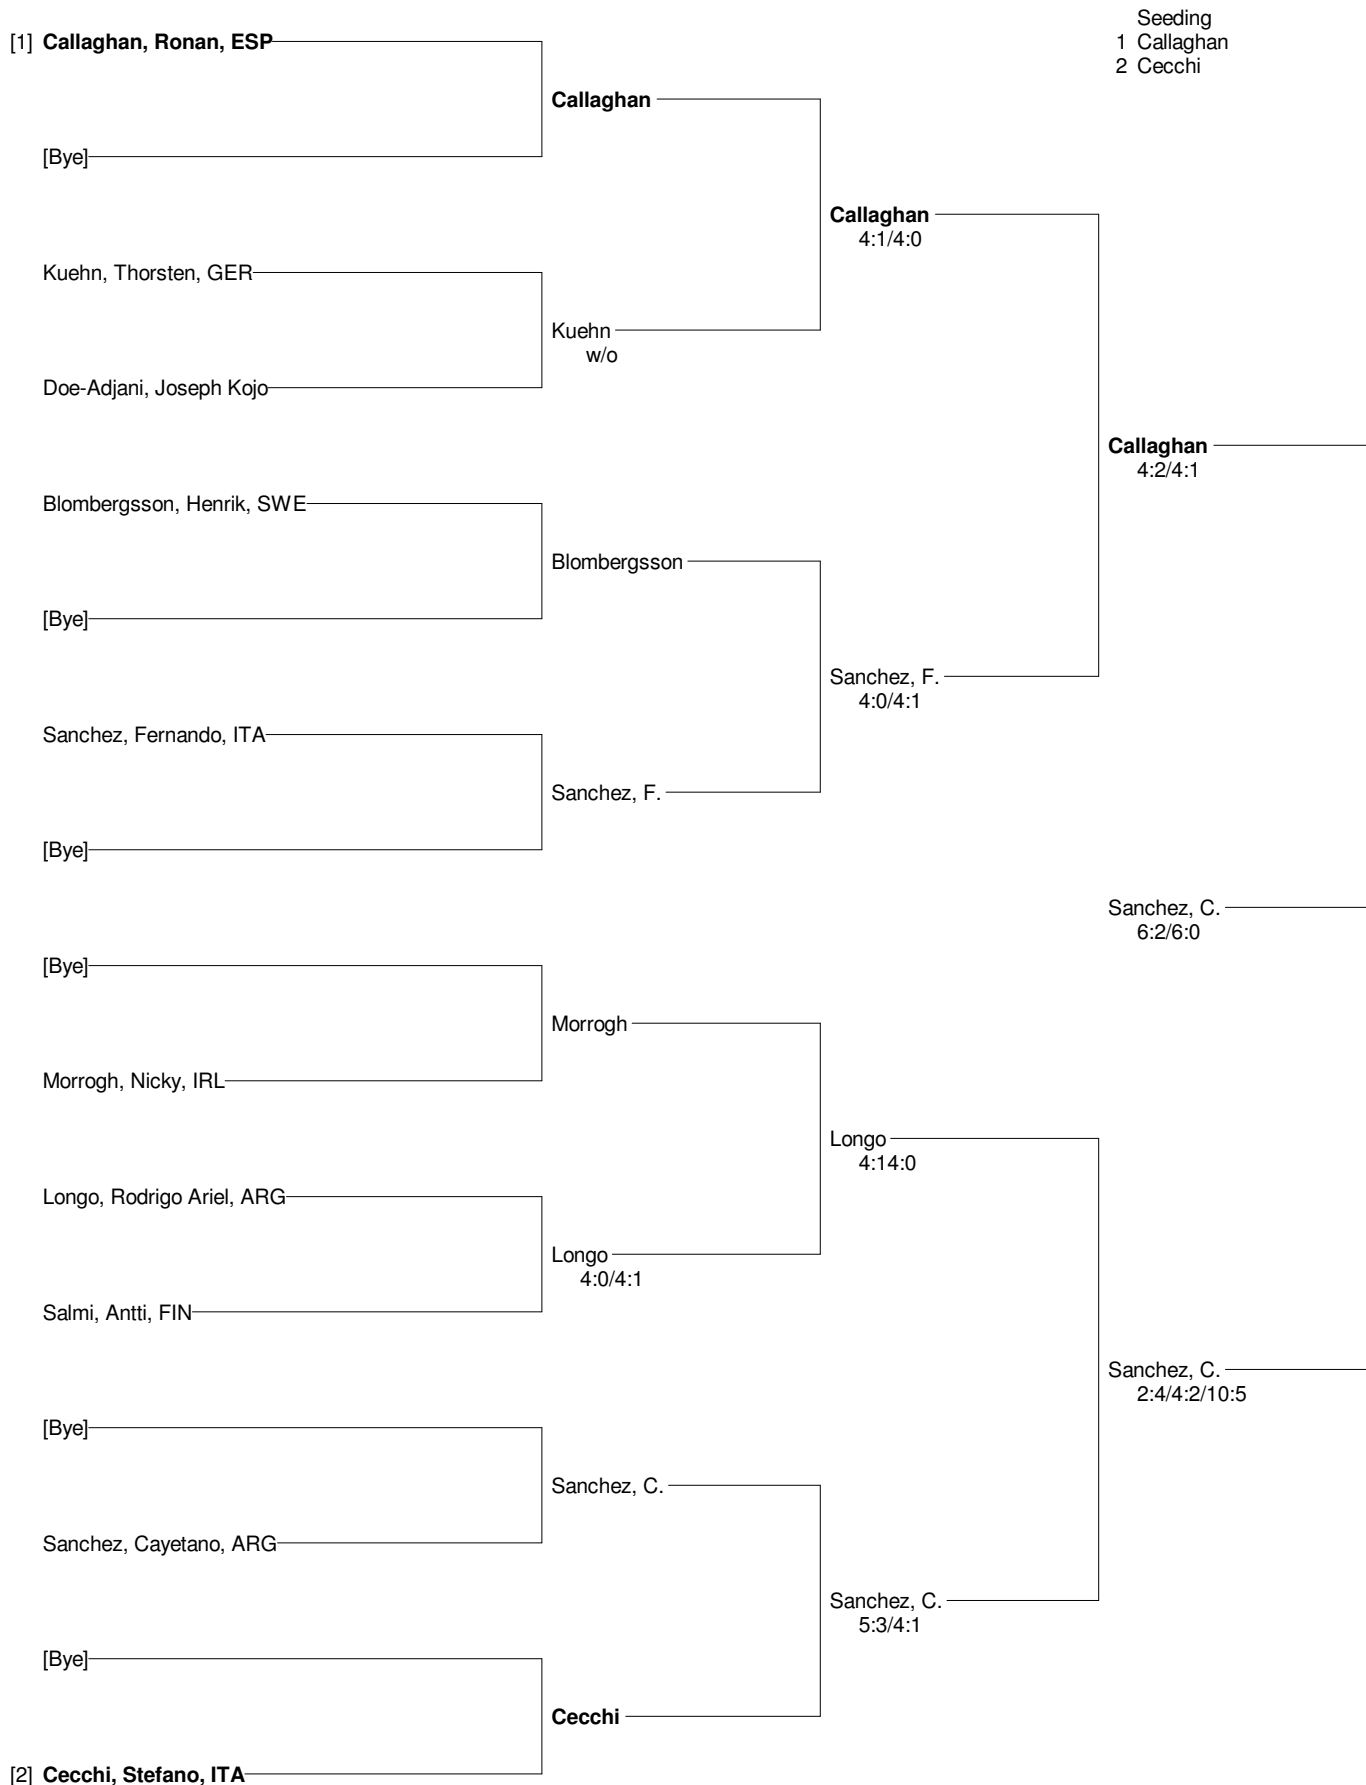 Seeding
1 Callaghan
2 Cecchi
[1] Callaghan, Ronan, ESP
Callaghan
[Bye]
Callaghan
4:1/4:0
Kuehn, Thorsten, GER
Kuehn
w/o
Doe-Adjani, Joseph Kojo
Callaghan
4:2/4:1
Blombergsson, Henrik, SWE
Blombergsson
[Bye]
Sanchez, F.
4:0/4:1
Sanchez, Fernando, ITA
Sanchez, F.
[Bye]
Sanchez, C.
6:2/6:0
[Bye]
Morrogh
Morrogh, Nicky, IRL
Longo
4:14:0
Longo, Rodrigo Ariel, ARG
Longo
4:0/4:1
Salmi, Antti, FIN
Sanchez, C.
2:4/4:2/10:5
[Bye]
Sanchez, C.
Sanchez, Cayetano, ARG
Sanchez, C.
5:3/4:1
[Bye]
Cecchi
[2] Cecchi, Stefano, ITA